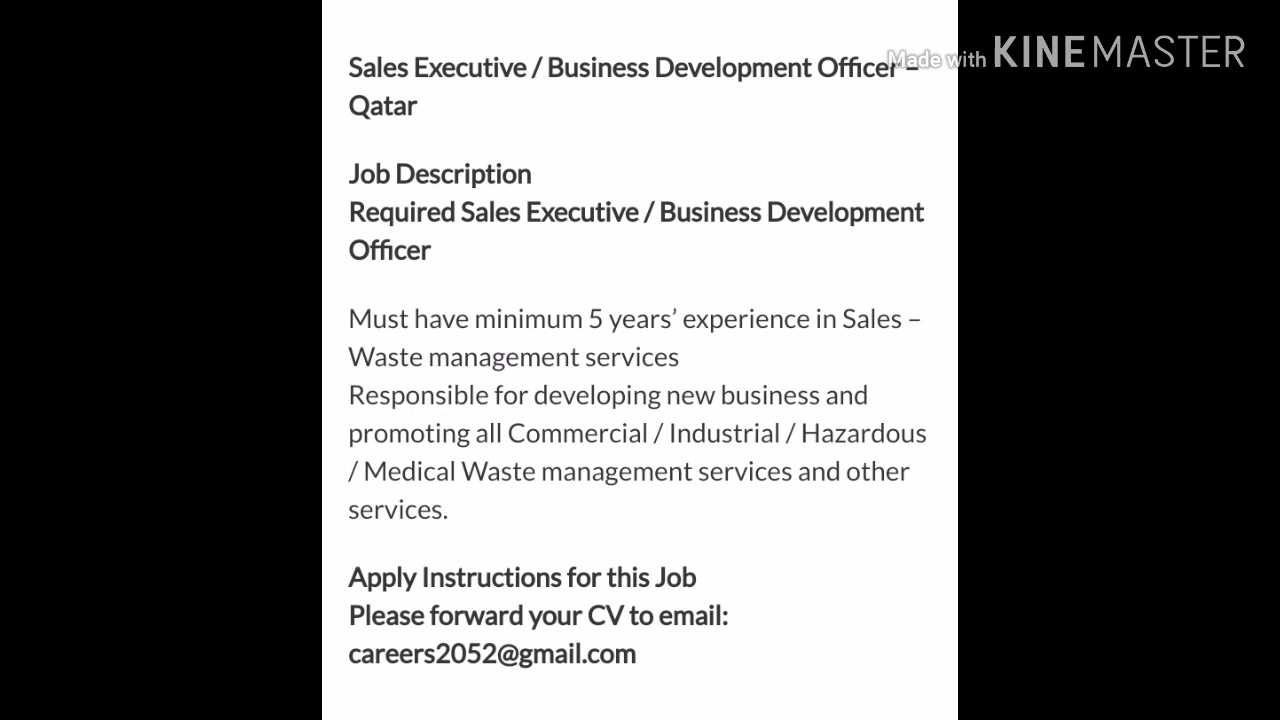 Made with KINEMASTER
Sales Executive / Business Development Officer –
Qatar
Job Description
Required Sales Executive / Business Development
Officer
Must have minimum 5 years’ experience in Sales –
Waste management services
Responsible for developing new business and
promoting all Commercial / Industrial / Hazardous
/ Medical Waste management services and other
services.
Apply Instructions for this Job
Please forward your CV to email:
careers2052@gmail.com